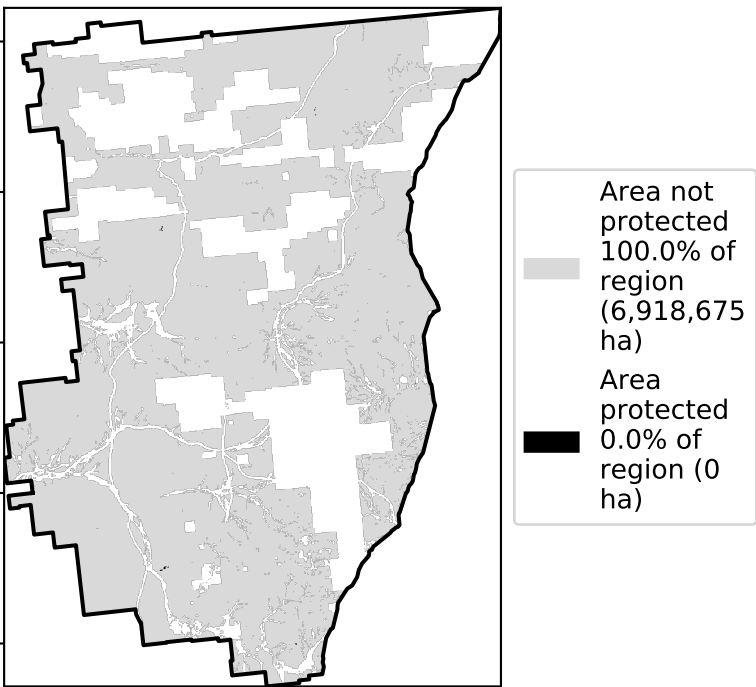 Area not
protected
100.0% of
region
(6,918,675
ha)
Area
protected
0.0% of
region (0
ha)